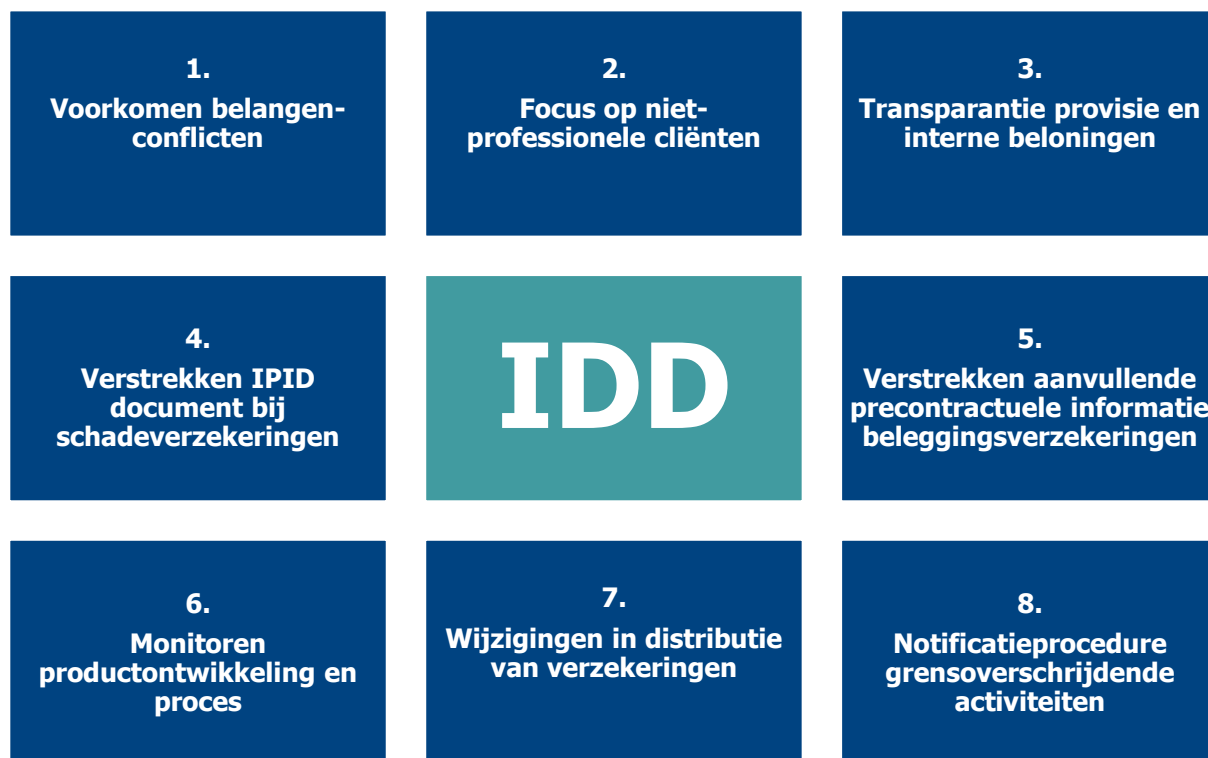 1.
Voorkomen belangen-
conflicten
2.
Focus op niet-
professionele cliënten
3.
Transparantie provisie en
interne beloningen
4.
Verstrekken IPID
document bij
schadeverzekeringen
IDD
5.
Verstrekken aanvullende
precontractuele informatie
beleggingsverzekeringen
6.
Monitoren
productontwikkeling en
proces
7.
Wijzigingen in distributie
van verzekeringen
8.
Notificatieprocedure
grensoverschrijdende
activiteiten